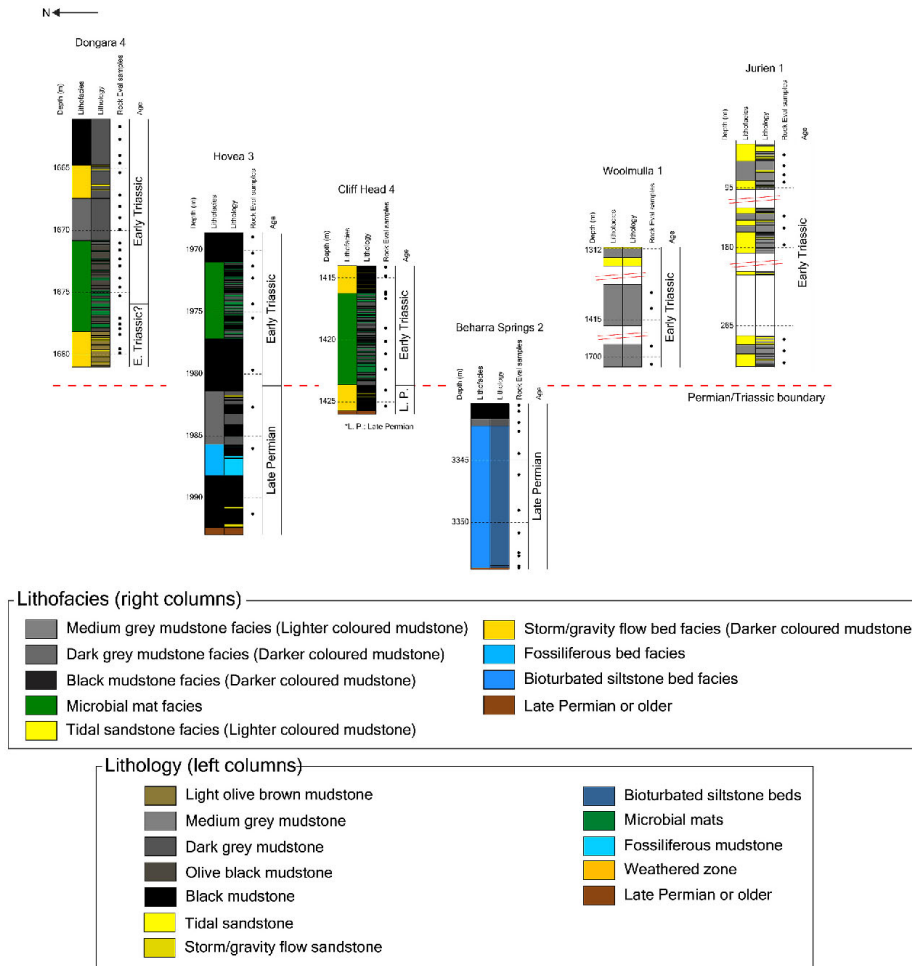 N
Dongara 4
Depth (m)
Lithofacies
Lithology
Rock Eval samples
Age
1665
1670
1675
1680
Early Triassic
E. Triassic?
Hovea 3
Depth (m)
Lithofacies
Lithology
Rock Eval samples
Age
1970
1975
1980
1985
1990
Early Triassic
Late Permian
Cliff Head 4
Depth (m)
Lithofacies
Lithology
Rock Eval samples
Age
1415
1420
1425
Early Triassic
L. P.
*L. P.: Late Permian
Beharra Springs 2
Depth (m)
Lithofacies
Lithology
Rock Eval samples
Age
3345
3350
Late Permian
Woolmulla 1
Depth (m)
Lithofacies
Lithology
Rock Eval samples
Age
1312
1415
1700
Early Triassic
Jurien 1
Depth (m)
Lithofacies
Lithology
Rock Eval samples
Age
285
Early Triassic
Permian/Triassic boundary
Lithofacies (right columns)
Medium grey mudstone facies (Lighter coloured mudstone)
Dark grey mudstone facies (Darker coloured mudstone)
Black mudstone facies (Darker coloured mudstone)
Microbial mat facies
Tidal sandstone facies (Lighter coloured mudstone)
Storm/gravity flow bed facies (Darker coloured mudstone
Fossiliferous bed facies
Bioturbated siltstone bed facies
Late Permian or older
Lithology (left columns)
Light olive brown mudstone
Medium grey mudstone
Dark grey mudstone
Olive black mudstone
Black mudstone
Tidal sandstone
Storm/gravity flow sandstone
Bioturbated siltstone beds
Microbial mats
Fossiliferous mudstone
Weathered zone
Late Permian or older